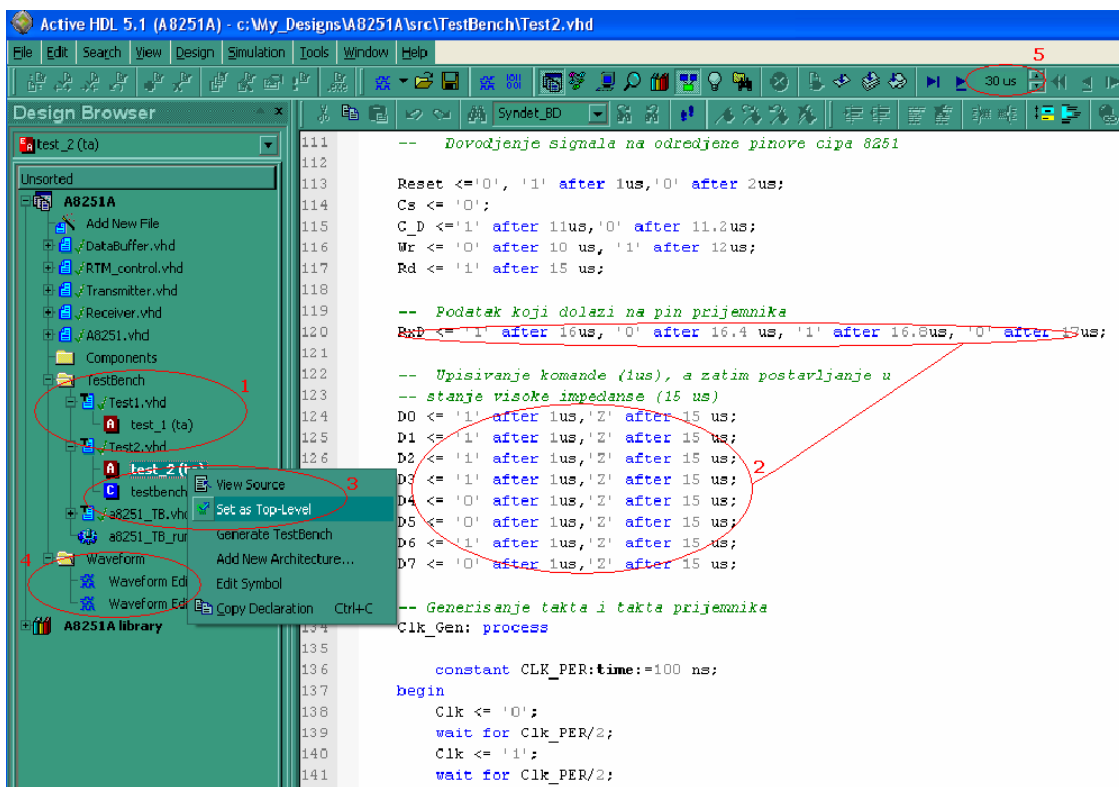 Active HDL 5.1 (A8251A) - c:\My_Designs\A8251A\src\TestBench\Test2.vhd
File Edit Search View Design Simulation Tools Window Help
5
30 us
Design Browser
Syndet_BD
test_2 (ta)
Unsorted
A8251A
Add New File
DataBuffer.vhd
RTM_control.vhd
Transmitter.vhd
Receiver.vhd
A8251.vhd
Components
TestBench
1
Test1.vhd
test_1 (ta)
Test2.vhd
test_2 (ta)
testbench
a8251_TB.vhd
a8251_TB_run
4
Waveform
Waveform Edi
Waveform Edi
A8251A library
3
View Source
Set as Top-Level
Generate TestBench
Add New Architecture...
Edit Symbol
Copy Declaration Ctrl+C
111 -- Dovodjenje signala na odredjene pinove cipa 8251
112
113 Reset <='0', '1' after 1us,'0' after 2us;
114 Cs <= '0';
115 C_D <='1' after 11us,'0' after 11.2us;
116 Wr <= '0' after 10 us, '1' after 12us;
117 Rd <= '1' after 15 us;
118
119 -- Podatak koji dolazi na pin prijemnika
120 RxD <= '1' after 16us, '0' after 16.4 us, '1' after 16.8us, '0' after 17us;
121
122 -- Upisivanje komande (1us), a zatim postavljanje u
123 -- stanje visoke impedanse (15 us)
124 D0 <= '1' after 1us,'Z' after 15 us;
125 D1 <= '1' after 1us,'Z' after 15 us;
126 D2 <= '1' after 1us,'Z' after 15 us;
D3 <= '1' after 1us,'Z' after 15 us;
2
D4 <= '0' after 1us,'Z' after 15 us;
D5 <= '0' after 1us,'Z' after 15 us;
D6 <= '1' after 1us,'Z' after 15 us;
D7 <= '0' after 1us,'Z' after 15 us;
-- Generisanje takta i takta prijemnika
134 Clk_Gen: process
135
136 constant CLK_PER:time:=100 ns;
137 begin
138 Clk <= '0';
139 wait for Clk_PER/2;
140 Clk <= '1';
141 wait for Clk_PER/2;